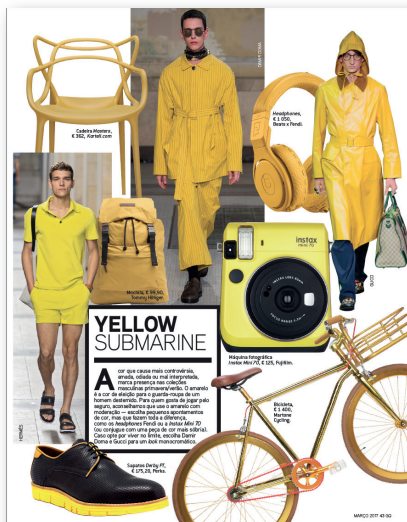 DAMIR DOMA
Cadeira Masters,
€ 362, Kartell.com
Headphones,
€ 1 050,
Beats x Fendi.
GUCCI
Mochila, € 99,90,
Tommy Hilfiger.
instax
mini 70
YELLOW
SUBMARINE
A cor que causa mais controvérsia,
amada, odiada ou mal interpretada,
marca presença nas coleções
masculinas primavera/verão. O amarelo
é a cor de eleição para o guarda-roupa de um
homem destemido. Para quem gosta de jogar pelo
seguro, aconselhamos que use o amarelo com
moderação — escolha pequenos apontamentos
de cor, mas que fazem toda a diferença,
como os headphones Fendi ou a Instax Mini 70
(ou conjugue com uma peça de cor mais sóbria).
Caso opte por viver no limite, escolha Damir
Doma e Gucci para um look monocromático.
HERMÈS
Máquina fotográfica
Instax Mini 70, € 125, Fujifilm.
Bicicleta,
€ 1 400,
Martone
Cycling.
Sapatos Derby PT,
€ 175,20, Perks.
MARÇO 2017 43 GQ